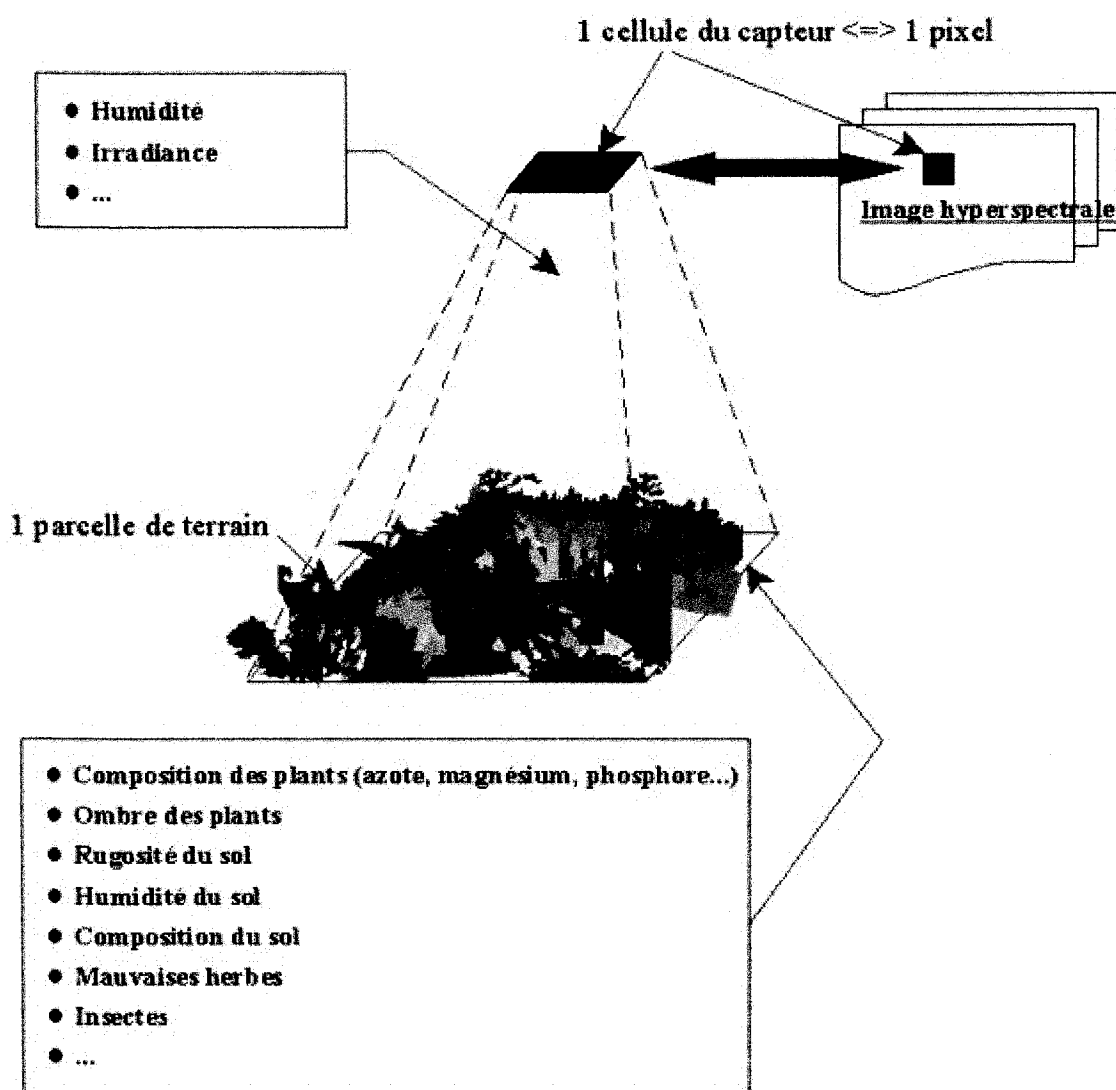 1 cellule du capteur <=> 1 pixel
● Humidité
● Irradiance
● ...
Image hyperspectrale
1 parcelle de terrain
● Composition des plants (azote, magnésium, phosphore...)
● Ombre des plants
● Rugosité du sol
● Humidité du sol
● Composition du sol
● Mauvaises herbes
● Insectes
● ...